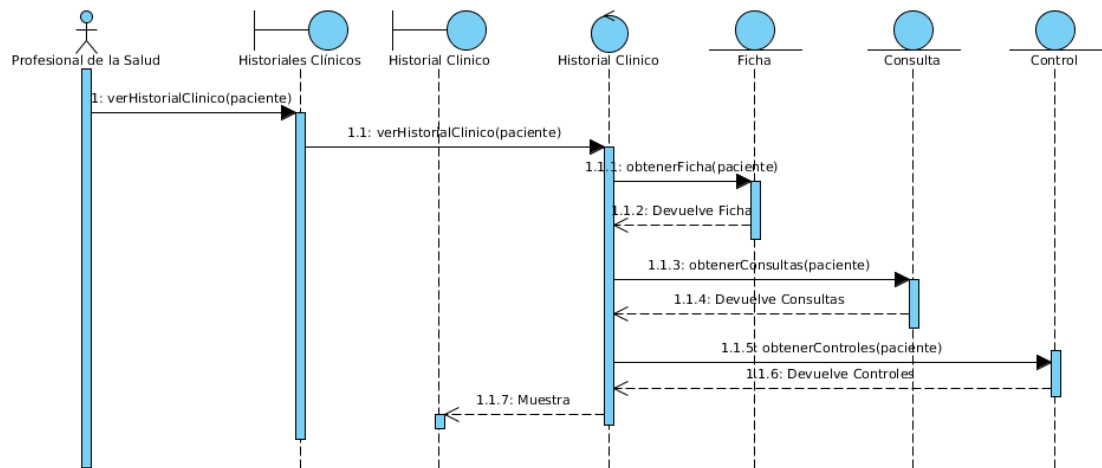 Profesional de la Salud
Historiales Clínicos
Historial Clinico
Historial Clinico
Ficha
Consulta
Control
1: verHistorialClinico(paciente)
1.1: verHistorialClinico(paciente)
1.1.1: obtenerFicha(paciente)
1.1.2: Devuelve Ficha
1.1.3: obtenerConsultas(paciente)
1.1.4: Devuelve Consultas
1.1.5: obtenerControles(paciente)
1.1.6: Devuelve Controles
1.1.7: Muestra